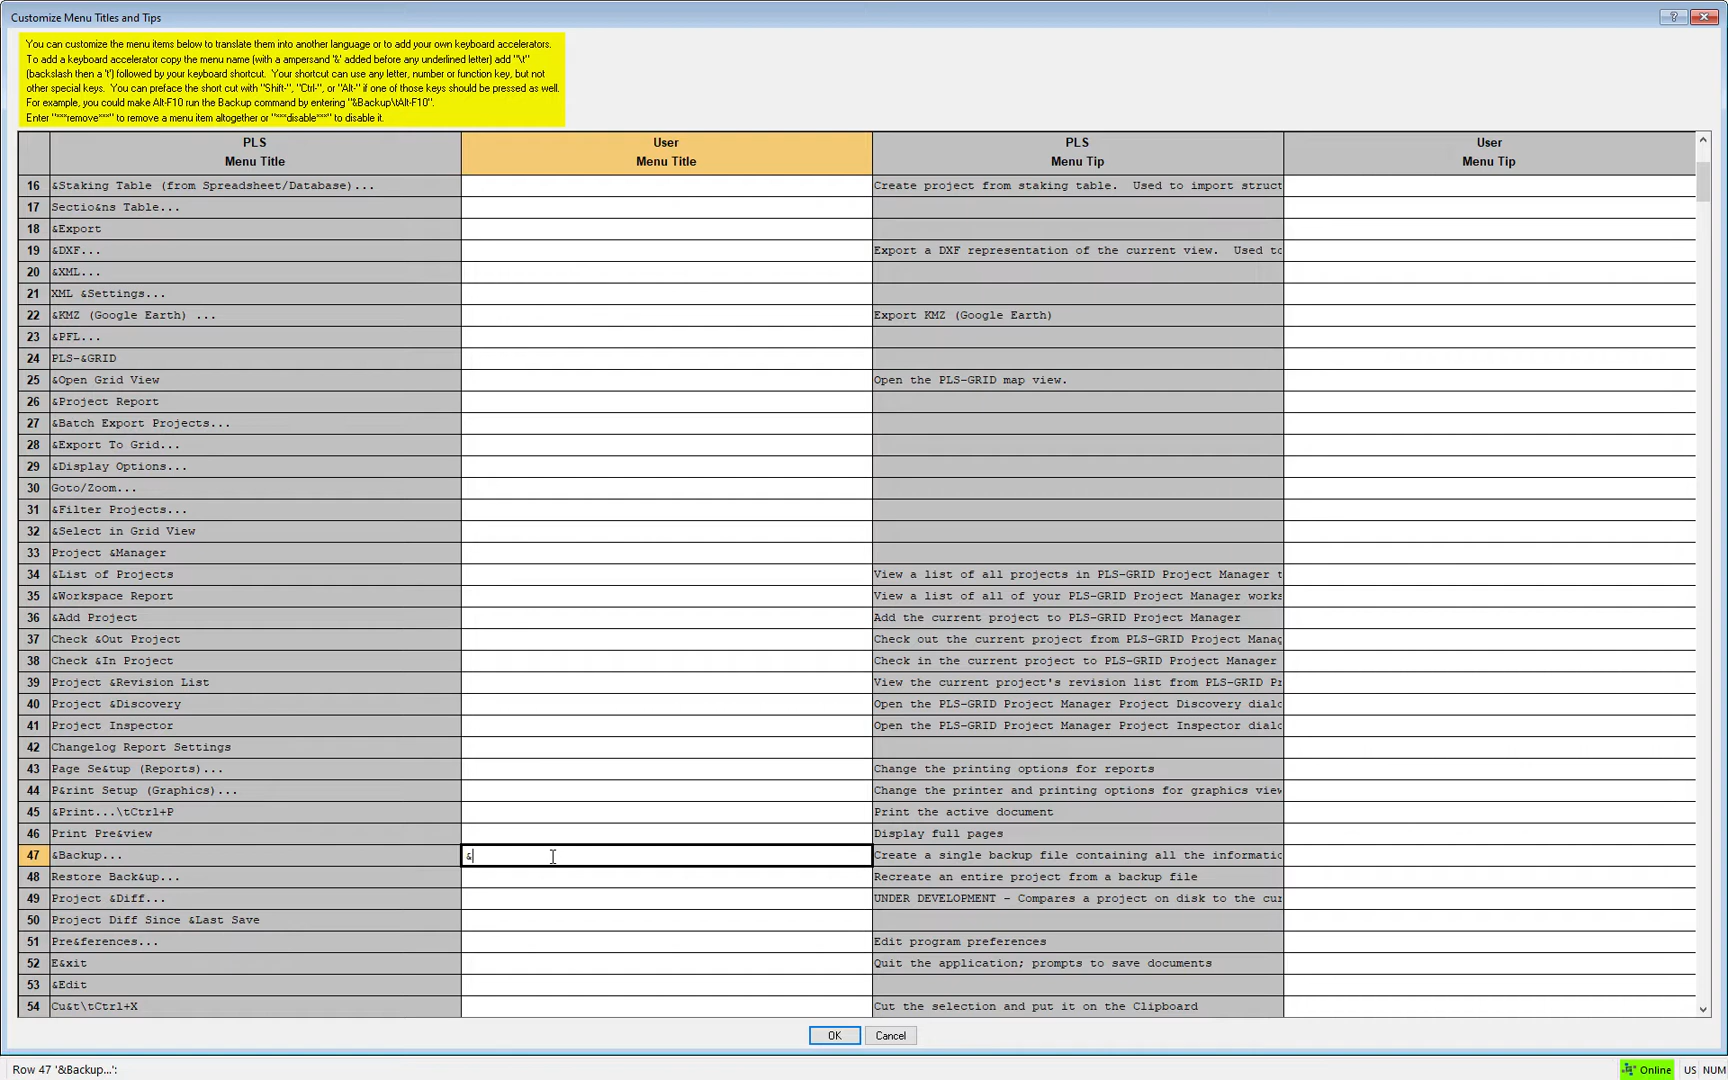 Customize Menu Titles and Tips
You can customize the menu items below to translate them into another language or to add your own keyboard accelerators.
To add a keyboard accelerator copy the menu name (with a ampersand '&' added before any underlined letter) add "\t"
(backslash then a 't') followed by your keyboard shortcut. Your shortcut can use any letter, number or function key, but not
other special keys. You can preface the short cut with "Shift-", "Ctrl-", or "Alt-" if one of those keys should be pressed as well.
For example, you could make Alt-F10 run the Backup command by entering "&Backup\tAlt-F10".
Enter "***remove***" to remove a menu item altogether or "***disable***" to disable it.
PLS User PLS User
Menu Title Menu Title Menu Tip Menu Tip
16 &Staking Table (from Spreadsheet/Database)... Create project from staking table. Used to import struct
17 Sectio&ns Table...
18 &Export
19 &DXF... Export a DXF representation of the current view. Used to
20 &XML...
21 XML &Settings...
22 &KMZ (Google Earth) ... Export KMZ (Google Earth)
23 &PFL...
24 PLS-&GRID
25 &Open Grid View Open the PLS-GRID map view.
26 &Project Report
27 &Batch Export Projects...
28 &Export To Grid...
29 &Display Options...
30 Goto/Zoom...
31 &Filter Projects...
32 &Select in Grid View
33 Project &Manager
34 &List of Projects View a list of all projects in PLS-GRID Project Manager t
35 &Workspace Report View a list of all of your PLS-GRID Project Manager works
36 &Add Project Add the current project to PLS-GRID Project Manager
37 Check &Out Project Check out the current project from PLS-GRID Project Manag
38 Check &In Project Check in the current project to PLS-GRID Project Manager
39 Project &Revision List View the current project's revision list from PLS-GRID Pr
40 Project &Discovery Open the PLS-GRID Project Manager Project Discovery dialo
41 Project Inspector Open the PLS-GRID Project Manager Project Inspector dialo
42 Changelog Report Settings
43 Page Se&tup (Reports)... Change the printing options for reports
44 P&rint Setup (Graphics)... Change the printer and printing options for graphics view
45 &Print...\tCtrl+P Print the active document
46 Print Pre&view Display full pages
47 &Backup... & Create a single backup file containing all the informatio
48 Restore Back&up... Recreate an entire project from a backup file
49 Project &Diff... UNDER DEVELOPMENT - Compares a project on disk to the cur
50 Project Diff Since &Last Save
51 Pre&ferences... Edit program preferences
52 E&xit Quit the application; prompts to save documents
53 &Edit
54 Cu&t\tCtrl+X Cut the selection and put it on the Clipboard
OK Cancel
Row 47 '&Backup...': Online US NUM